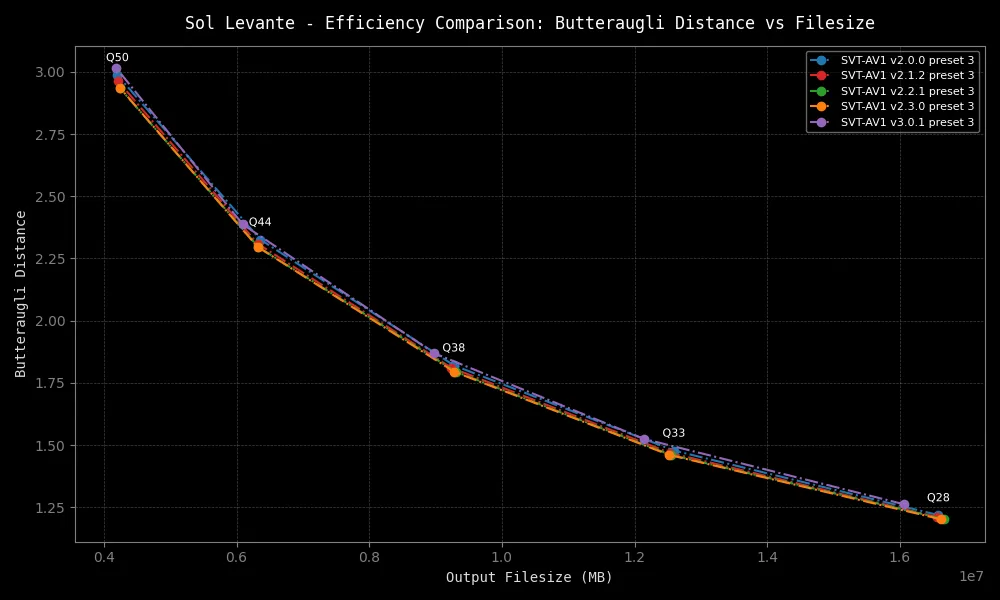 Sol Levante - Efficiency Comparison: Butteraugli Distance vs Filesize
SVT-AV1 v2.0.0 preset 3
SVT-AV1 v2.1.2 preset 3
SVT-AV1 v2.2.1 preset 3
SVT-AV1 v2.3.0 preset 3
SVT-AV1 v3.0.1 preset 3
Q50
Q44
Q38
Q33
Q28
Butteraugli Distance
3.00
2.75
2.50
2.25
2.00
1.75
1.50
1.25
0.4 0.6 0.8 1.0 1.2 1.4 1.6
1e7
Output Filesize (MB)